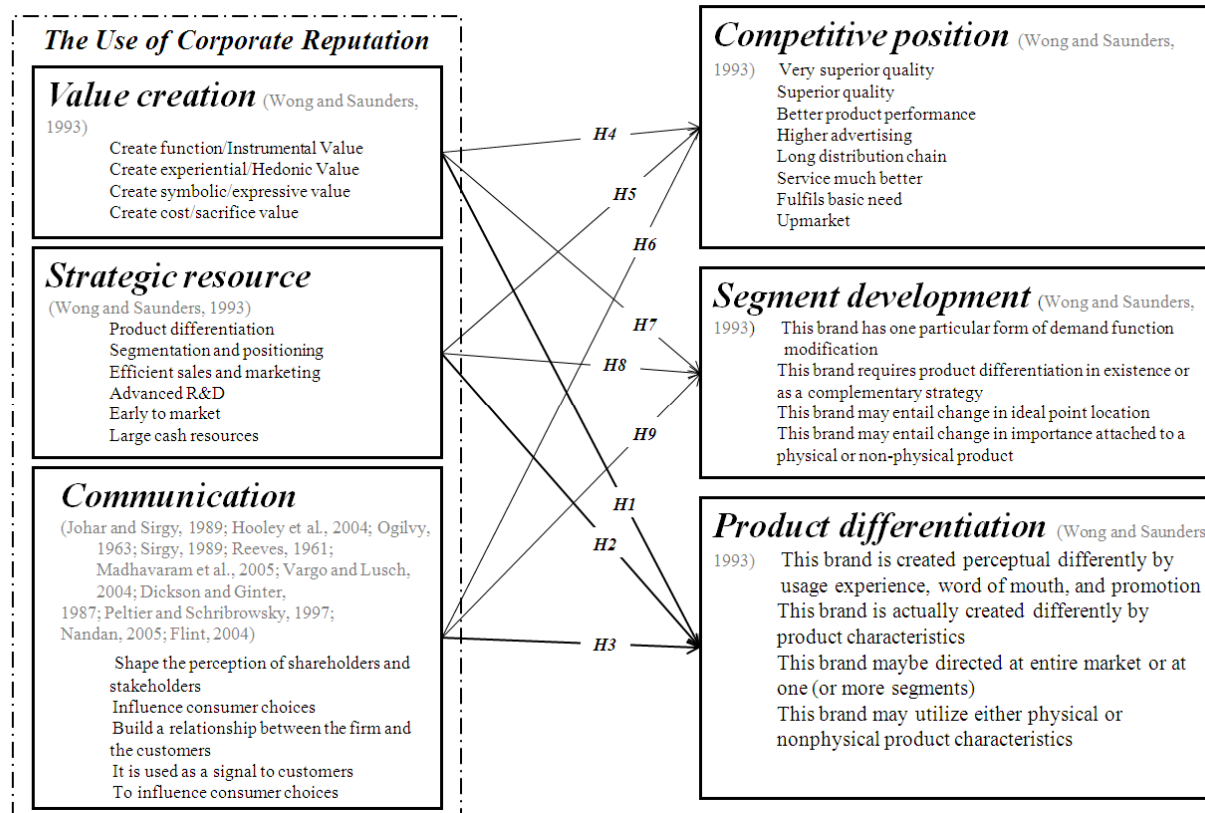 The Use of Corporate Reputation
Value creation (Wong and Saunders,
1993)
Create function/Instrumental Value
Create experiential/Hedonic Value
Create symbolic/expressive value
Create cost/sacrifice value
Strategic resource
(Wong and Saunders, 1993)
Product differentiation
Segmentation and positioning
Efficient sales and marketing
Advanced R&D
Early to market
Large cash resources
Communication
(Johar and Sirgy, 1989; Hooley et al., 2004; Ogilvy,
1963; Sirgy, 1989; Reeves, 1961;
Madhavaram et al., 2005; Vargo and Lusch,
2004; Dickson and Ginter,
1987; Peltier and Schribrowsky, 1997;
Nandan, 2005; Flint, 2004)
Shape the perception of shareholders and
stakeholders
Influence consumer choices
Build a relationship between the firm and
the customers
It is used as a signal to customers
To influence consumer choices
H4
H5
H6
H7
H8
H9
H1
H2
H3
Competitive position (Wong and Saunders,
1993) Very superior quality
Superior quality
Better product performance
Higher advertising
Long distribution chain
Service much better
Fulfils basic need
Upmarket
Segment development (Wong and Saunders,
1993) This brand has one particular form of demand function
modification
This brand requires product differentiation in existence or
as a complementary strategy
This brand may entail change in ideal point location
This brand may entail change in importance attached to a
physical or non-physical product
Product differentiation (Wong and Saunders
1993) This brand is created perceptual differently by
usage experience, word of mouth, and promotion
This brand is actually created differently by
product characteristics
This brand maybe directed at entire market or at
one (or more segments)
This brand may utilize either physical or
nonphysical product characteristics